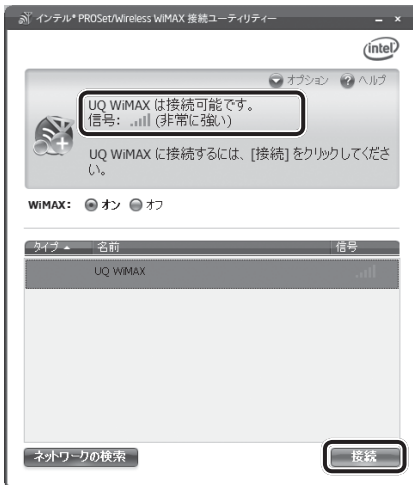 インテル* PROSet/Wireless WiMAX 接続ユーティリティー
intel
オプション ヘルプ
UQ WiMAX は接続可能です。
信号: (非常に強い)
UQ WiMAX に接続するには、[接続] をクリックしてくださ
い。
WiMAX: オン オフ
タイプ 名前 信号
UQ WiMAX
ネットワークの検索 接続